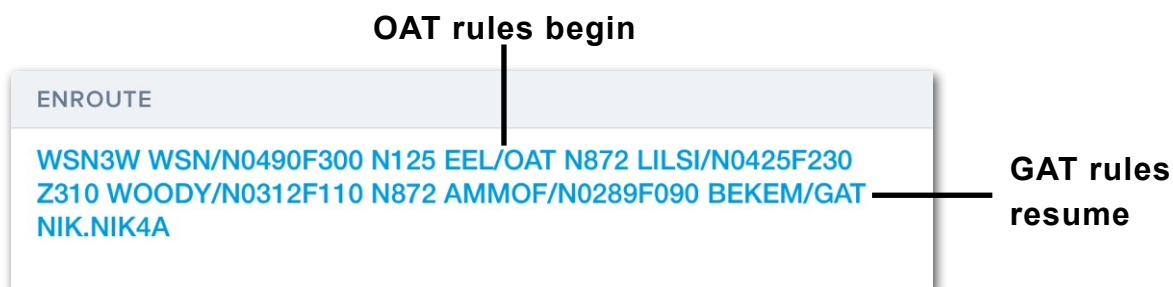 OAT rules begin
ENROUTE
WSN3W WSN/N0490F300 N125 EEL/OAT N872 LILSI/N0425F230
Z310 WOODY/N0312F110 N872 AMMOF/N0289F090 BEKEM/GAT
NIK.NIK4A
GAT rules
resume